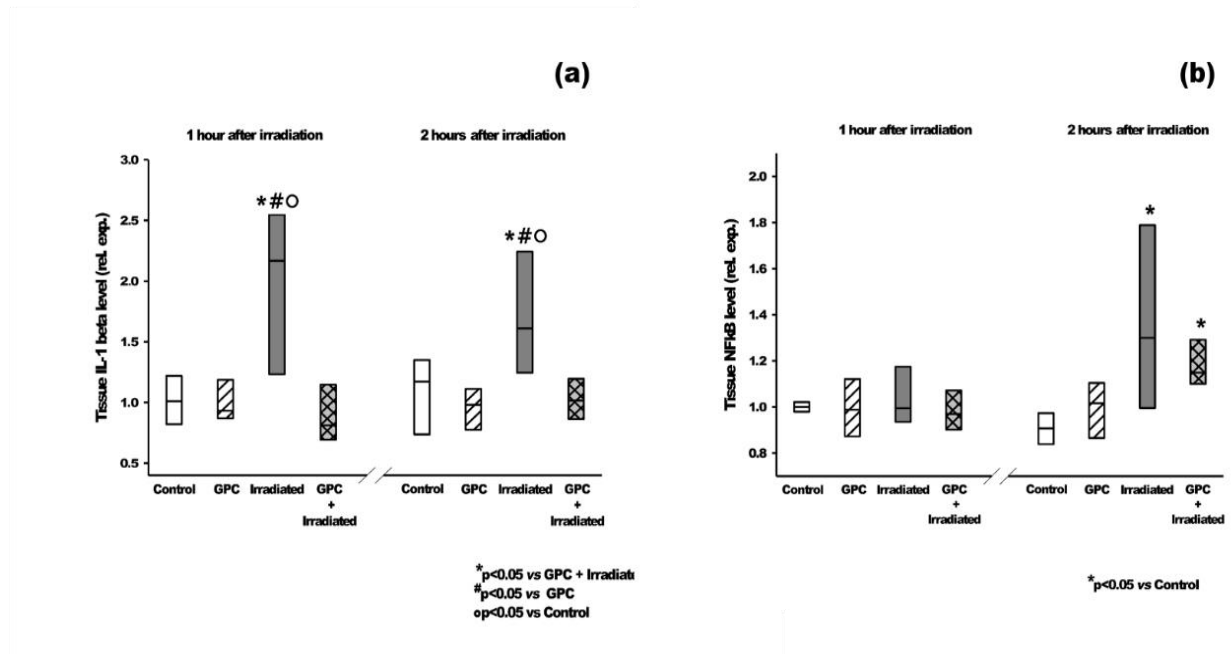 (a)
1 hour after irradiation
2 hours after irradiation
Tissue IL-1 beta level (rel. exp.)
3.0
2.5
2.0
1.5
1.0
0.5
*#O
*#O
Control GPC Irradiated GPC
+
Irradiated
Control GPC Irradiated GPC
+
Irradiated
*p<0.05 vs GPC + Irradiat
#p<0.05 vs GPC
op<0.05 vs Control
(b)
1 hour after irradiation
2 hours after irradiation
Tissue NFkB level (rel. exp.)
2.0
1.8
1.6
1.4
1.2
1.0
0.8
*
*
Control GPC Irradiated GPC
+
Irradiated
Control GPC Irradiated GPC
+
Irradiated
*p<0.05 vs Control